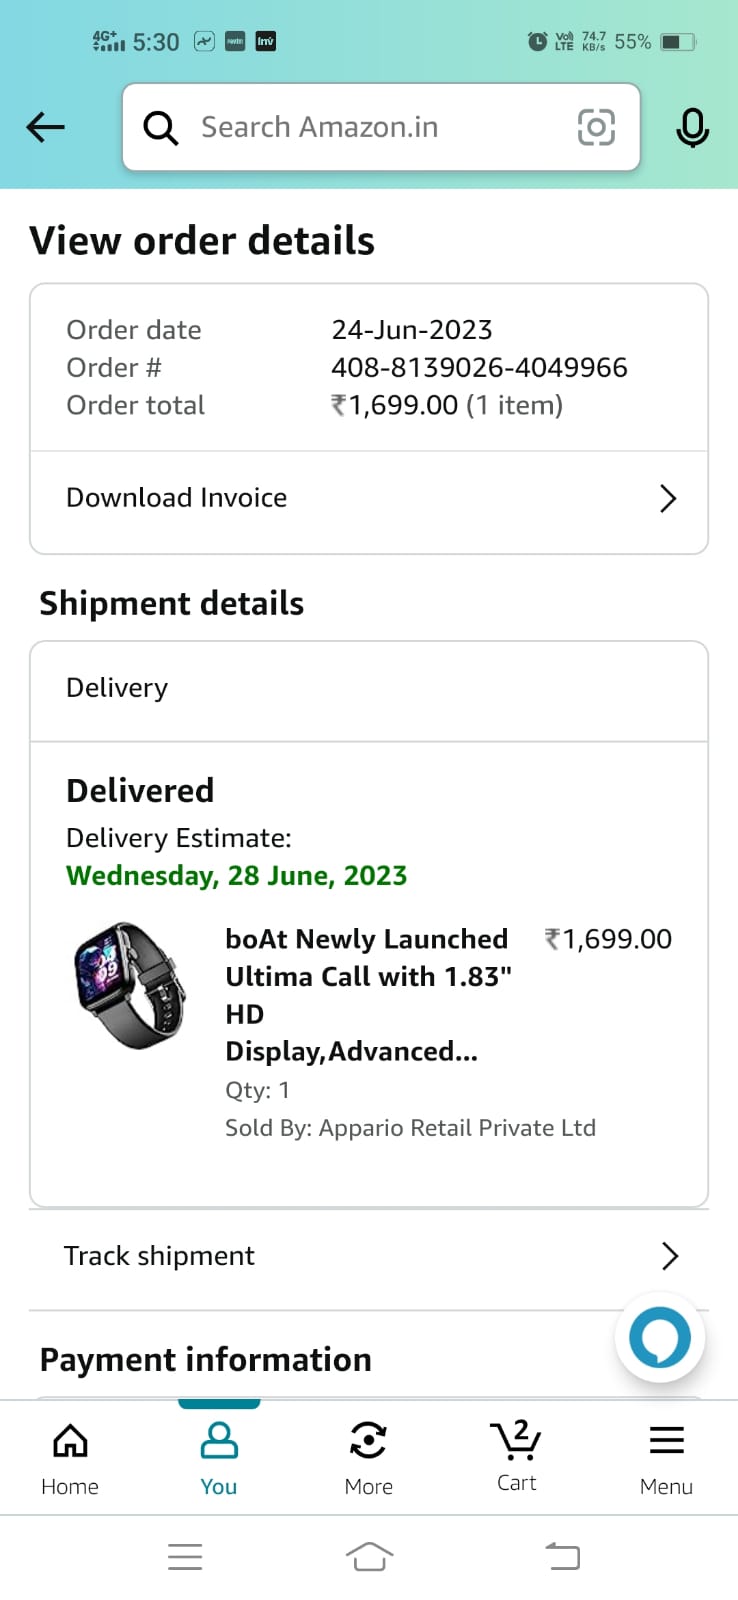 4G+ 5:30 Paytm Inv VoD LTE 74.7 KB/s 55%
Search Amazon.in
View order details
Order date 24-Jun-2023
Order # 408-8139026-4049966
Order total ₹1,699.00 (1 item)
Download Invoice
Shipment details
Delivery
Delivered
Delivery Estimate:
Wednesday, 28 June, 2023
boAt Newly Launched ₹1,699.00
Ultima Call with 1.83"
HD
Display,Advanced...
Qty: 1
Sold By: Appario Retail Private Ltd
Track shipment
Payment information
2
Home You More Cart Menu